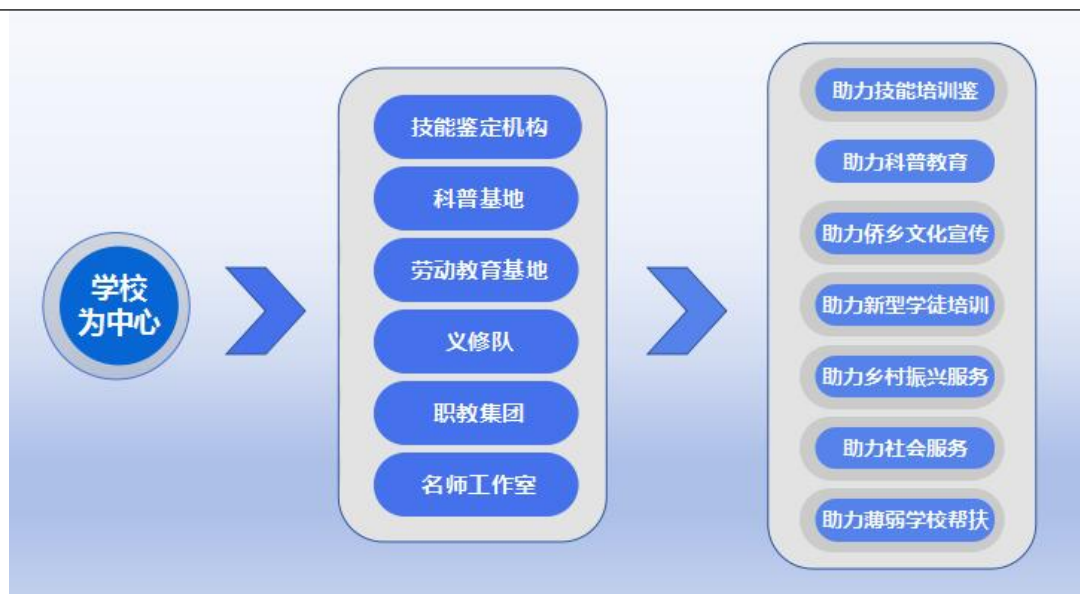 学校
为中心
技能鉴定机构
科普基地
劳动教育基地
义修队
职教集团
名师工作室
助力技能培训鉴
助力科普教育
助力侨乡文化宣传
助力新型学徒培训
助力乡村振兴服务
助力社会服务
助力薄弱学校帮扶